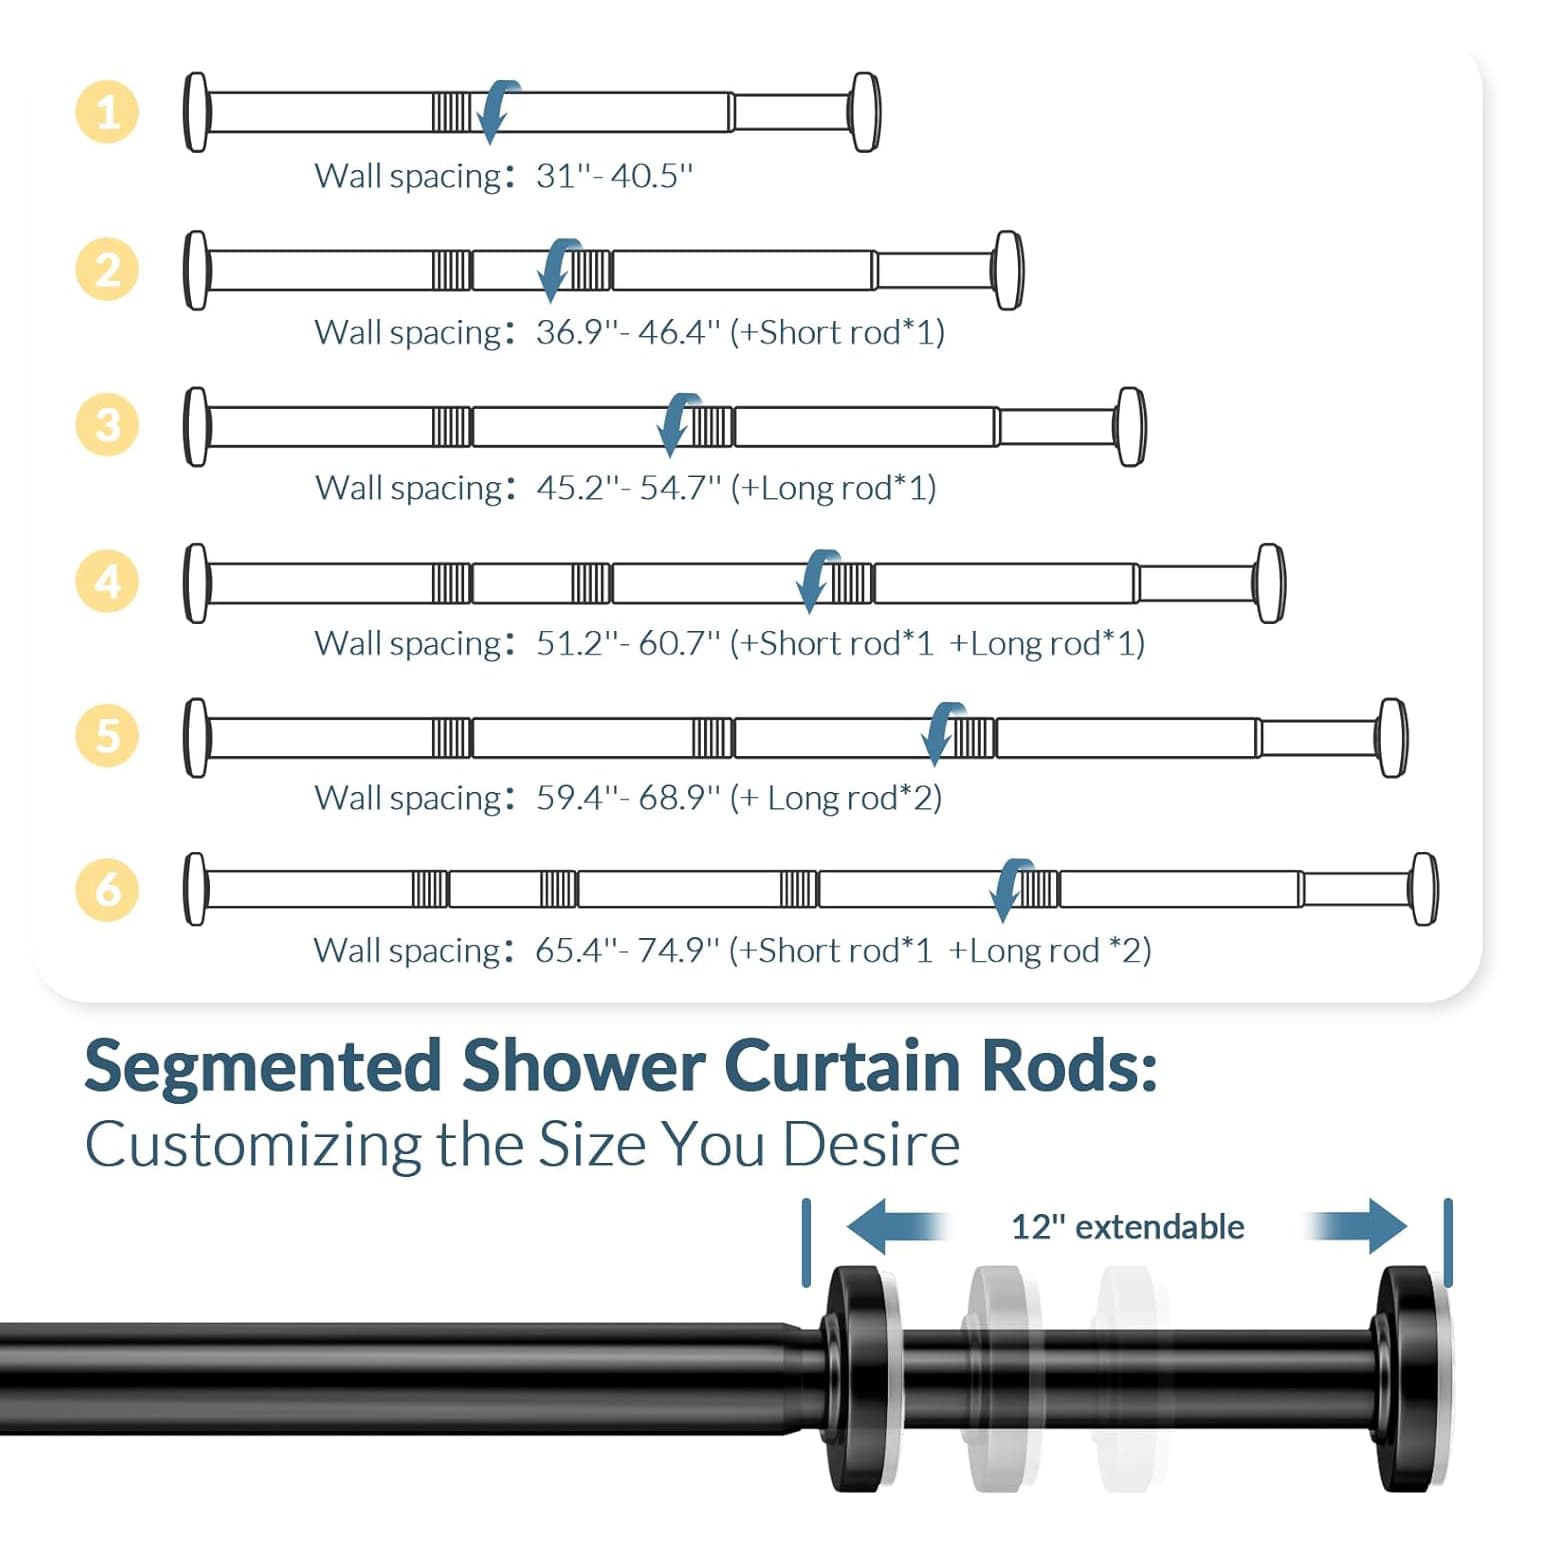 1
Wall spacing: 31''- 40.5''
2
Wall spacing: 36.9''- 46.4'' (+Short rod*1)
3
Wall spacing: 45.2''- 54.7'' (+Long rod*1)
4
Wall spacing: 51.2''- 60.7'' (+Short rod*1 +Long rod*1)
5
Wall spacing: 59.4''- 68.9'' (+ Long rod*2)
6
Wall spacing: 65.4''- 74.9'' (+Short rod*1 +Long rod *2)
Segmented Shower Curtain Rods:
Customizing the Size You Desire
12'' extendable